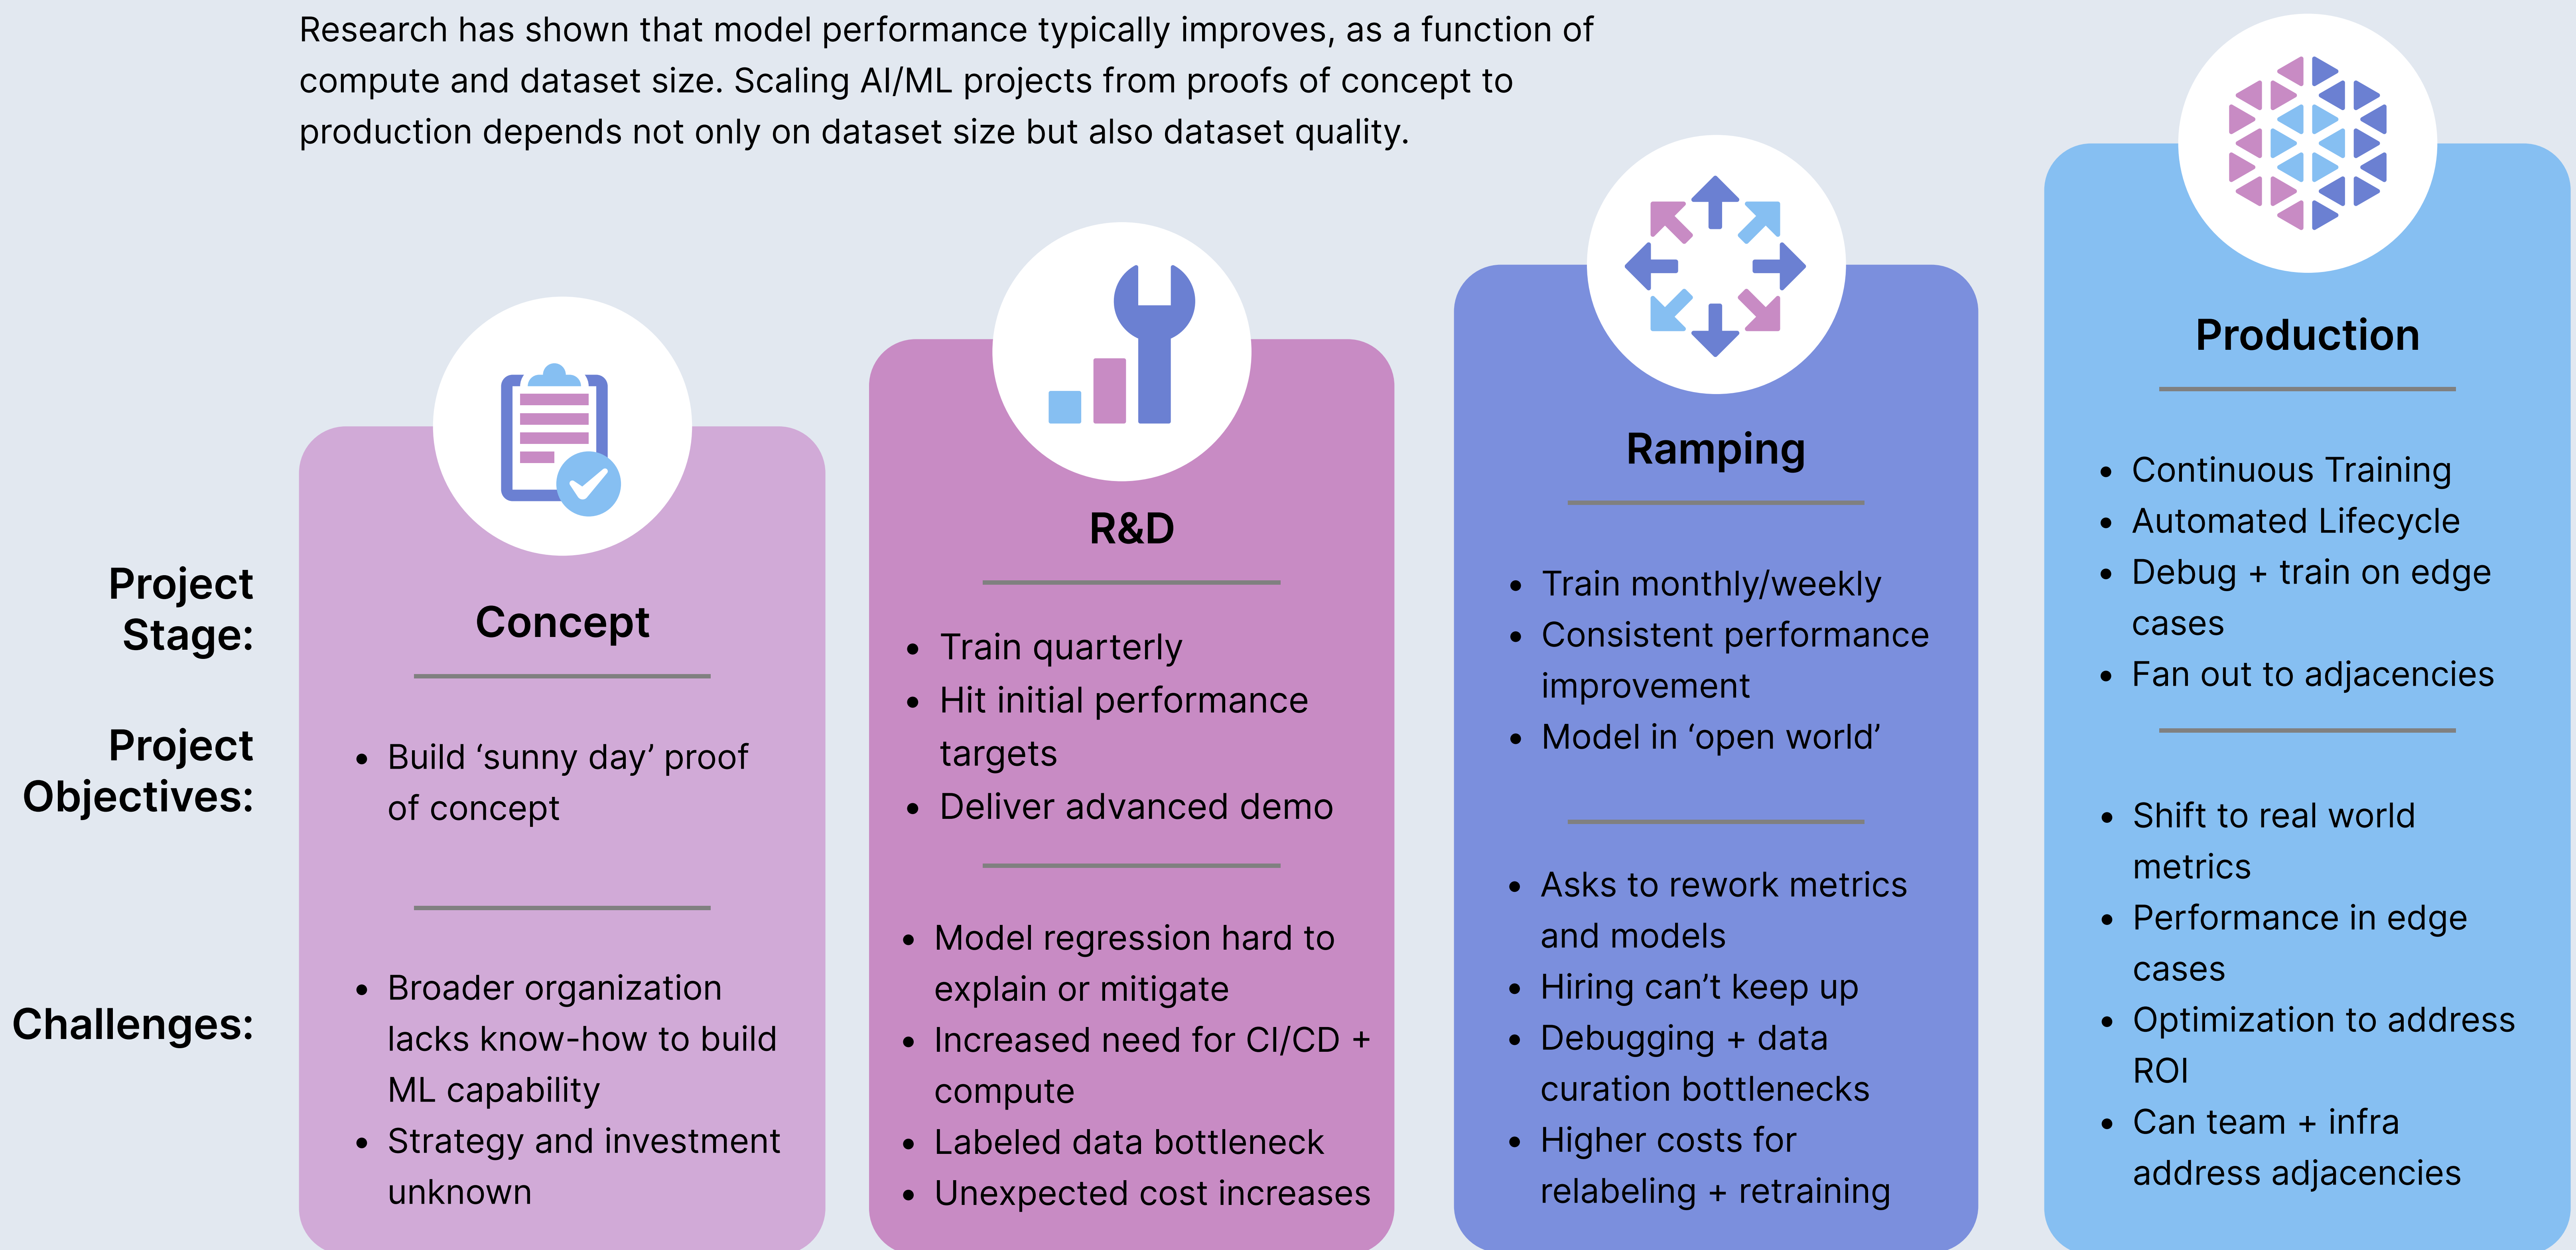 Research has shown that model performance typically improves, as a function of
compute and dataset size. Scaling AI/ML projects from proofs of concept to
production depends not only on dataset size but also dataset quality.
Project
Stage:
Project
Objectives:
Challenges:
Concept
• Build ‘sunny day’ proof
of concept
• Broader organization
lacks know-how to build
ML capability
• Strategy and investment
unknown
R&D
• Train quarterly
• Hit initial performance
targets
• Deliver advanced demo
• Model regression hard to
explain or mitigate
• Increased need for CI/CD +
compute
• Labeled data bottleneck
• Unexpected cost increases
Ramping
• Train monthly/weekly
• Consistent performance
improvement
• Model in ‘open world’
• Asks to rework metrics
and models
• Hiring can’t keep up
• Debugging + data
curation bottlenecks
• Higher costs for
relabeling + retraining
Production
• Continuous Training
• Automated Lifecycle
• Debug + train on edge
cases
• Fan out to adjacencies
• Shift to real world
metrics
• Performance in edge
cases
• Optimization to address
ROI
• Can team + infra
address adjacencies